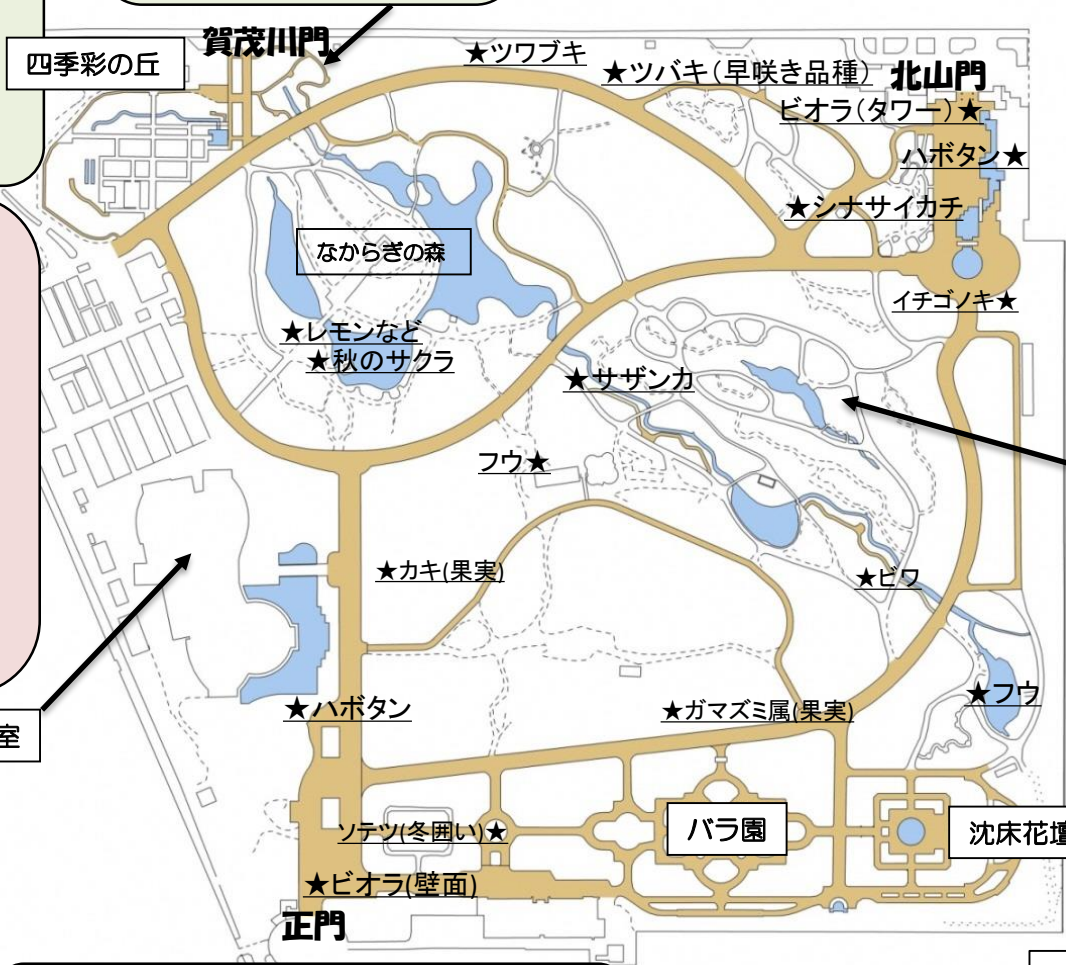 賀茂川門
四季彩の丘
★ツワブキ
★ツバキ(早咲き品種)
北山門
ビオラ(タワー)★
ハボタン★
★シナサイカチ
なからぎの森
イチゴノキ★
★レモンなど
★秋のサクラ
★サザンカ
フウ★
★カキ(果実)
★ビワ
★フウ
★ハボタン
★ガマズミ属(果実)
室
ソテツ(冬囲い)★
バラ園
沈床花壇
★ビオラ(壁面)
正門